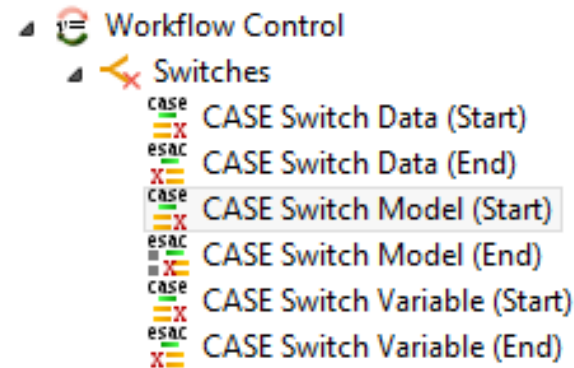 Workflow Control
Switches
case CASE Switch Data (Start)
esac CASE Switch Data (End)
case CASE Switch Model (Start)
esac CASE Switch Model (End)
case CASE Switch Variable (Start)
esac CASE Switch Variable (End)